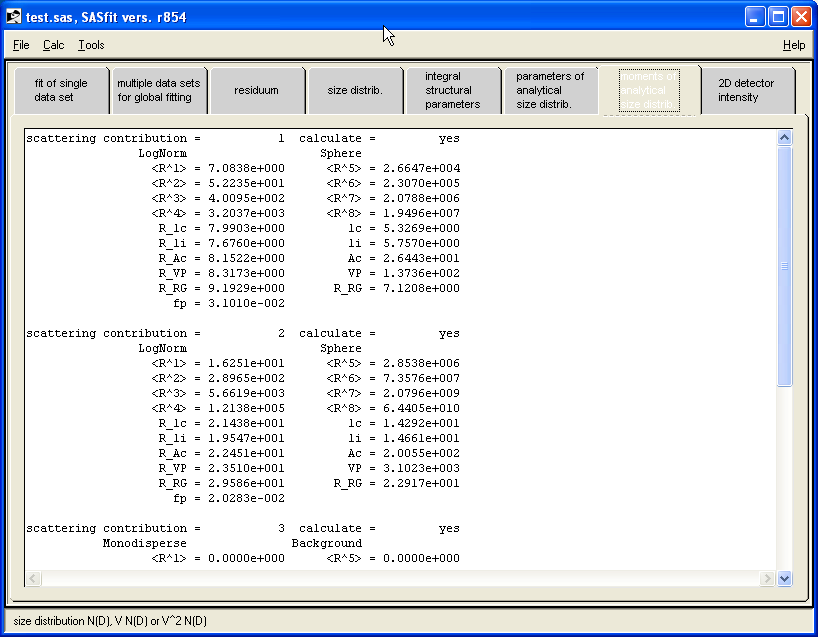 test.sas, SASfit vers. r854
File Calc Tools Help
fit of single data set
multiple data sets for global fitting
residuum
size distrib.
integral structural parameters
parameters of analytical size distrib.
moments of analytical size distrib.
2D detector intensity
scattering contribution = 1 calculate = yes
LogNorm Sphere
<R^1> = 7.0838e+000 <R^5> = 2.6647e+004
<R^2> = 5.2235e+001 <R^6> = 2.3070e+005
<R^3> = 4.0095e+002 <R^7> = 2.0788e+006
<R^4> = 3.2037e+003 <R^8> = 1.9496e+007
R_lc = 7.9903e+000 lc = 5.3269e+000
R_li = 7.6760e+000 li = 5.7570e+000
R_Ac = 8.1522e+000 Ac = 2.6443e+001
R_VP = 8.3173e+000 VP = 1.3736e+002
R_RG = 9.1929e+000 R_RG = 7.1208e+000
fp = 3.1010e-002
scattering contribution = 2 calculate = yes
LogNorm Sphere
<R^1> = 1.6251e+001 <R^5> = 2.8538e+006
<R^2> = 2.8965e+002 <R^6> = 7.3576e+007
<R^3> = 5.6619e+003 <R^7> = 2.0796e+009
<R^4> = 1.2138e+005 <R^8> = 6.4405e+010
R_lc = 2.1438e+001 lc = 1.4292e+001
R_li = 1.9547e+001 li = 1.4661e+001
R_Ac = 2.2451e+001 Ac = 2.0055e+002
R_VP = 2.3510e+001 VP = 3.1023e+003
R_RG = 2.9586e+001 R_RG = 2.2917e+001
fp = 2.0283e-002
scattering contribution = 3 calculate = yes
Monodisperse Background
<R^1> = 0.0000e+000 <R^5> = 0.0000e+000
size distribution N(D), V N(D) or V^2 N(D)